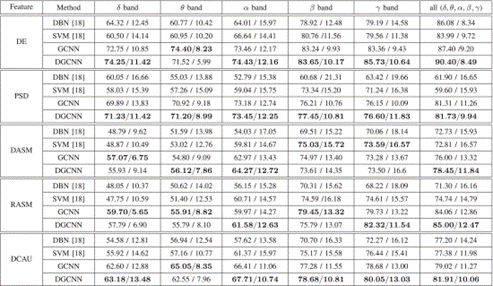 Feature Method δ band θ band α band β band γ band all (δ, θ, α, β, γ)
DE
DBN [18] 64.32 / 12.45 60.77 / 10.42 64.01 / 15.97 78.92 / 12.48 79.19 / 14.58 86.08 / 8.34
SVM [18] 60.50 / 14.14 60.95 / 10.20 66.64 / 14.41 80.76 /11.56 79.56 / 11.38 83.99 / 9.72
GCNN 72.75 / 10.85 74.40/8.23 73.46 / 12.17 83.24 / 9.93 83.36 / 9.43 87.40 /9.20
DGCNN 74.25/11.42 71.52 / 5.99 74.43/12.16 83.65/10.17 85.73/10.64 90.40/8.49
PSD
DBN [18] 60.05 / 16.66 55.03 / 13.88 52.79 / 15.38 60.68 / 21.31 63.42 / 19.66 61.90 / 16.65
SVM [18] 58.03 / 15.39 57.26 / 15.09 59.04 / 15.75 73.34 /15.20 71.24 / 16.38 59.60 / 15.93
GCNN 69.89 / 13.83 70.92 / 9.18 73.18 / 12.74 76.21 / 10.76 76.15 / 10.09 81.31 / 11.26
DGCNN 71.23/11.42 71.20/8.99 73.45/12.25 77.45/10.81 76.60/11.83 81.73/9.94
DASM
DBN [18] 48.79 / 9.62 51.59 / 13.98 54.03 / 17.05 69.51 / 15.22 70.06 / 18.14 72.73 / 15.93
SVM [18] 48.87 / 10.49 53.02 / 12.76 59.81 / 14.67 75.03/15.72 73.59/16.57 72.81 / 16.57
GCNN 57.07/6.75 54.80 / 9.09 62.97 / 13.43 74.97 / 13.40 73.28 / 13.67 76.00 / 13.32
DGCNN 55.93 / 9.14 56.12/7.86 64.27/12.72 73.61 / 14.35 73.50 / 16.6 78.45/11.84
RASM
DBN [18] 48.05 / 10.37 50.62 / 14.02 56.15 / 15.28 70.31 / 15.62 68.22 / 18.09 71.30 / 16.16
SVM [18] 47.75 / 10.59 51.40 / 12.53 60.71 / 14.57 74.59 /16.18 74.61 / 15.57 74.74 / 14.79
GCNN 59.70/5.65 55.91/8.82 59.97 / 14.27 79.45/13.32 79.73 / 13.22 84.06 / 12.86
DGCNN 57.79 / 6.90 55.79 / 8.10 61.58/12.63 75.79 / 13.07 82.32/11.54 85.00/12.47
DCAU
DBN [18] 54.58 / 12.81 56.94 / 12.54 57.62 / 13.58 70.70 / 16.33 72.27 / 16.12 77.20 / 14.24
SVM [18] 55.92 / 14.62 57.16 / 10.77 61.37 / 15.97 75.17 / 15.58 76.44 / 15.41 77.38 / 11.98
GCNN 62.60 / 12.88 65.05/8.35 66.41 / 11.06 77.28 / 11.55 78.68 / 13.00 79.02 / 11.27
DGCNN 63.18/13.48 62.55 / 7.96 67.71/10.74 78.68/10.81 80.05/13.03 81.91/10.06